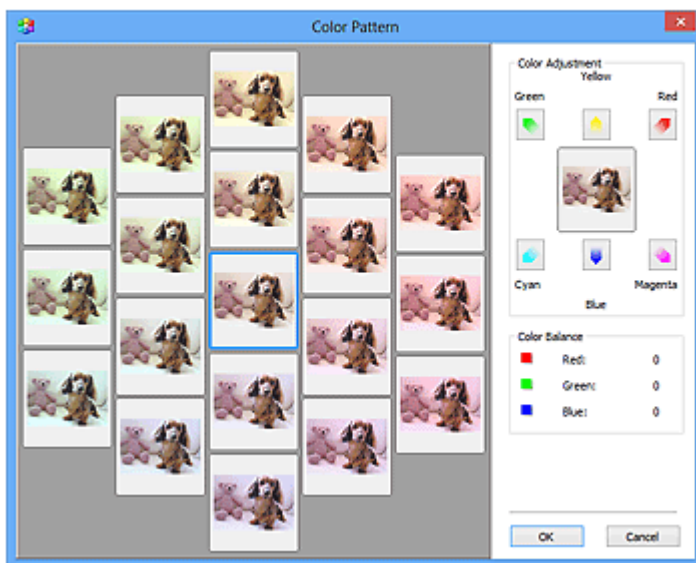 Color Pattern
Color Adjustment
Yellow
Green
Red
Cyan
Magenta
Blue
Color Balance
Red: 0
Green: 0
Blue: 0
OK
Cancel